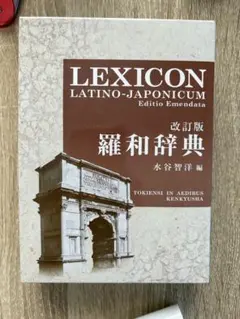 LEXICON
LATINO-JAPONICUM
Editio Emendata
改訂版
羅和辞典
水谷智洋 編
TOKIENSI IN AEDIBUS
KENKYUSHA